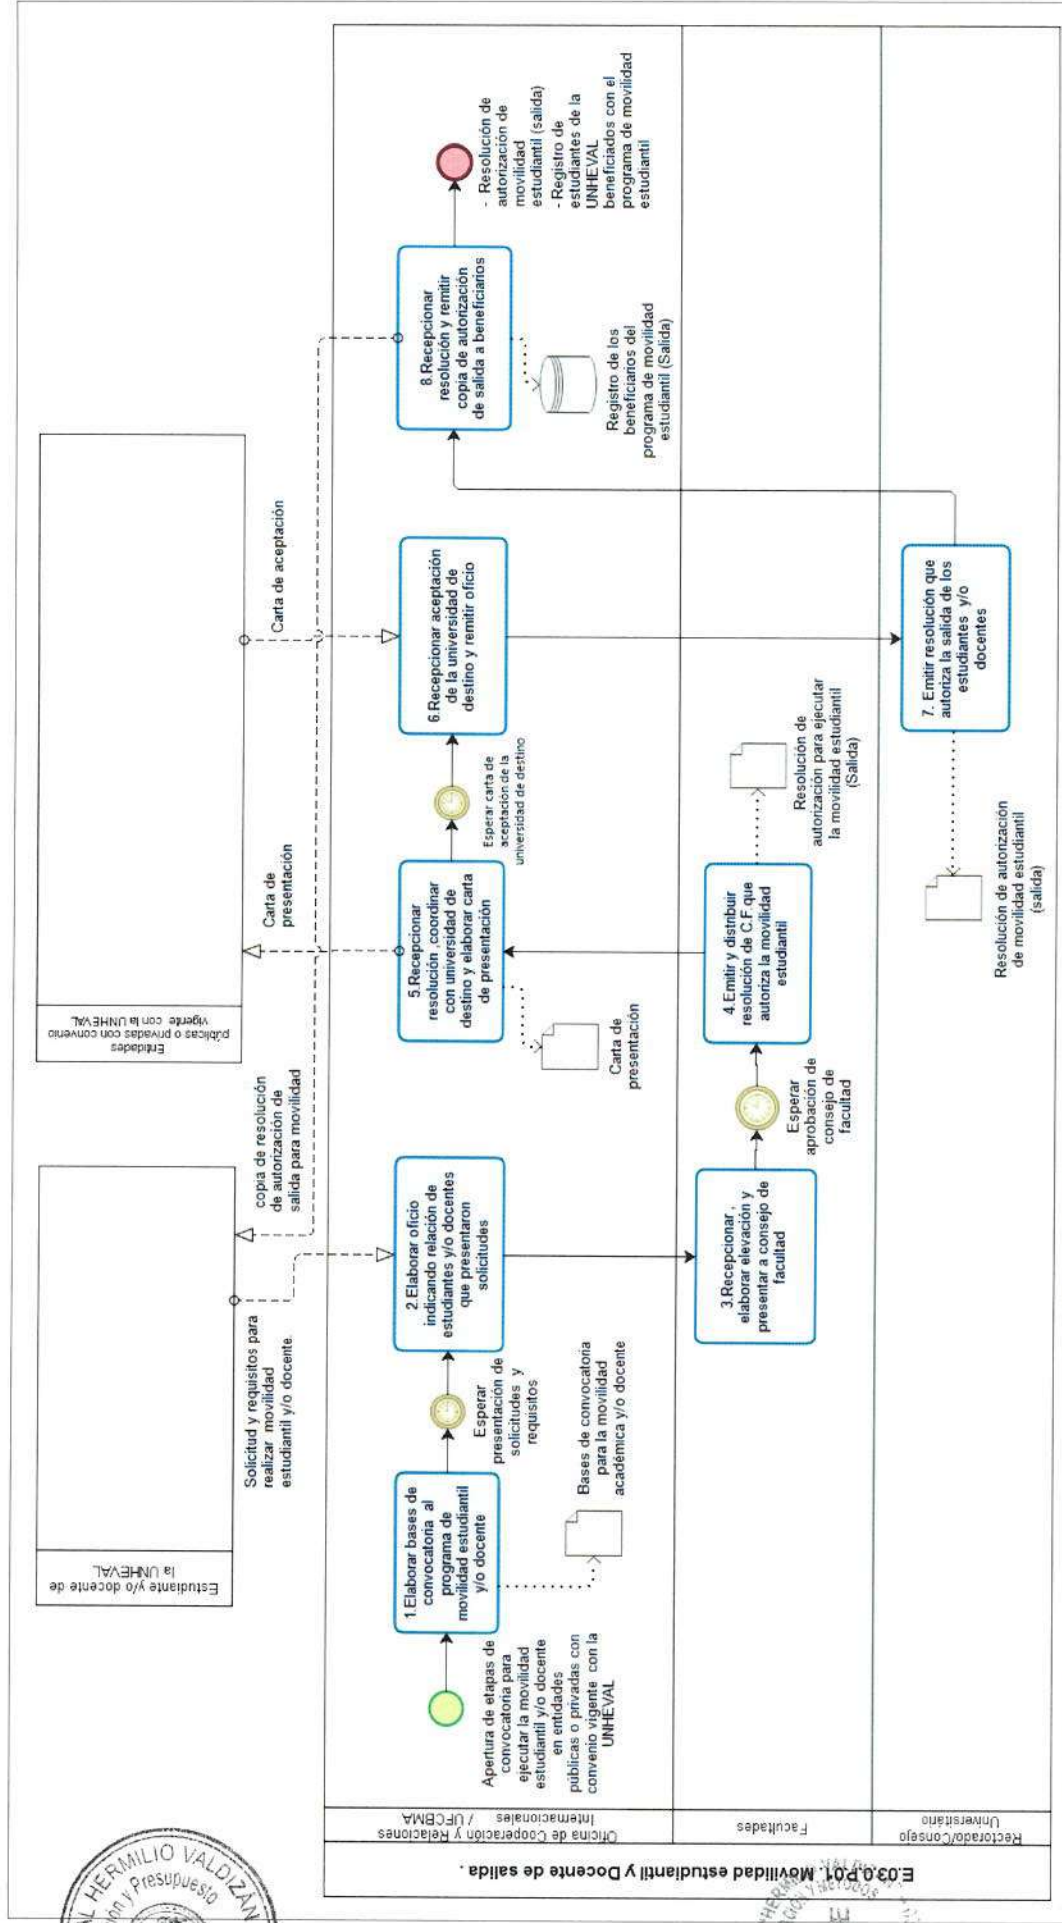 Estudiante y/o docente de
la UNHEVAL
Entidades
públicas o privadas con convenio
vigente con la UNHEVAL
Solicitud y requisitos para
realizar movilidad
estudiantil y/o docente.
copia de resolución
de autorización de
salida para movilidad
Carta de
presentación
Carta de aceptación
E.03.0.P01. Movilidad estudiantil y Docente de salida.
Oficina de Cooperación y Relaciones
Internacionales / UFCBMA
Apertura de etapas de
convocatoria para
ejecutar la movilidad
estudiantil y/o docente
en entidades
públicas o privadas con
convenio vigente con la
UNHEVAL
1.Elaborar bases de
convocatoria al
programa de
movilidad estudiantil
y/o docente
Bases de convocatoria
para la movilidad
académica y/o docente
Esperar
presentación de
solicitudes y
requisitos
2.Elaborar oficio
indicando relación de
estudiantes y/o docentes
que presentaron
solicitudes
5.Recepcionar
resolución ,coordinar
con universidad de
destino y elaborar carta
de presentación
Carta de
presentación
Esperar carta de
aceptación de la
universidad de destino
6.Recepcionar aceptación
de la universidad de
destino y remitir oficio
8.Recepcionar
resolución y remitir
copia de autorización
de salida a beneficiarios
Registro de los
beneficiarios del
programa de movilidad
estudiantil (Salida)
- Resolución de
autorización de
movilidad
estudiantil (salida)
- Registro de
estudiantes de la
UNHEVAL
beneficiados con el
programa de movilidad
estudiantil
Facultades
3.Recepcionar ,
elaborar elevación y
presentar a consejo de
facultad
Esperar
aprobación de
consejo de
facultad
4.Emitir y distribuir
resolución de C.F.que
autoriza la movilidad
estudiantil
Resolución de
autorización para ejecutar
la movilidad estudiantil
(Salida)
Rectorado/Consejo
Universitario
7. Emitir resolución que
autoriza la salida de los
estudiantes y/o
docentes
Resolución de autorización
de movilidad estudiantil
(salida)
HERMILIO VALDIZÁN
Presupuesto